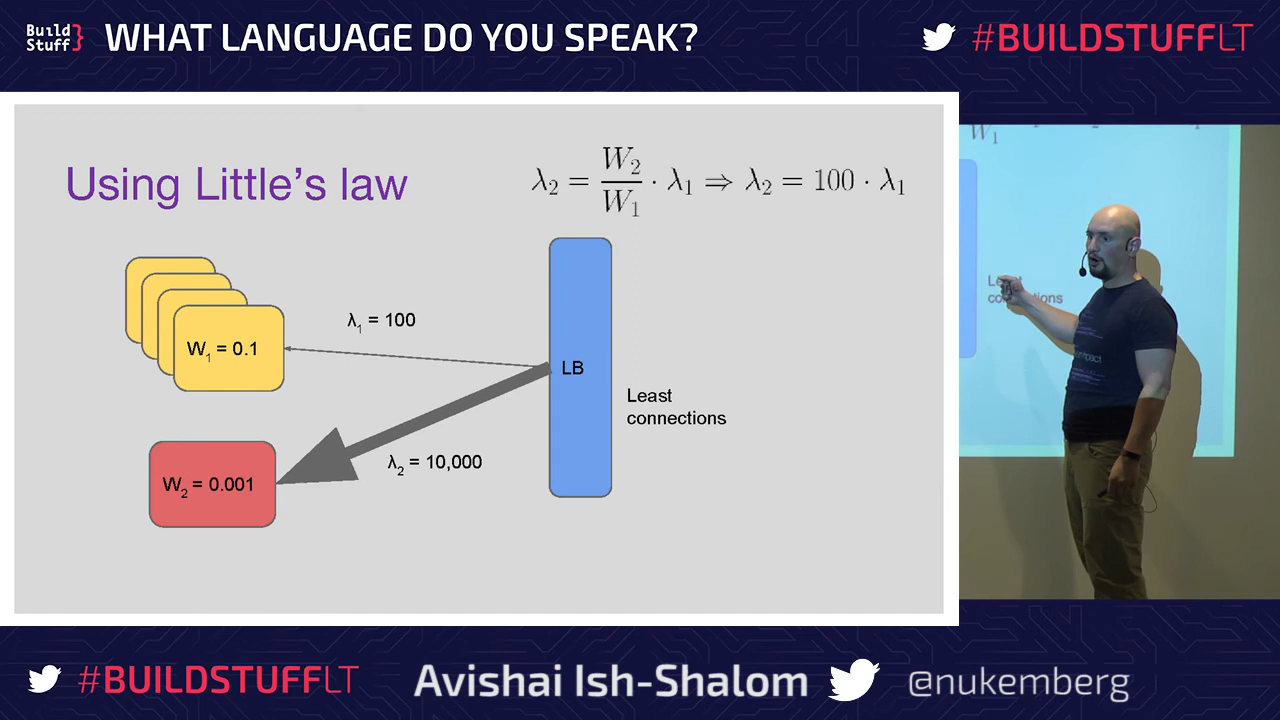 Build
Stuff}
WHAT LANGUAGE DO YOU SPEAK?
#BUILDSTUFFLT
Using Little's law
λ₂ = W₂/W₁ · λ₁ ⇒ λ₂ = 100 · λ₁
W₁ = 0.1
λ₁ = 100
LB
Least
connections
λ₂ = 10,000
W₂ = 0.001
W₁
#BUILDSTUFFLT
Avishai Ish-Shalom
@nukemberg